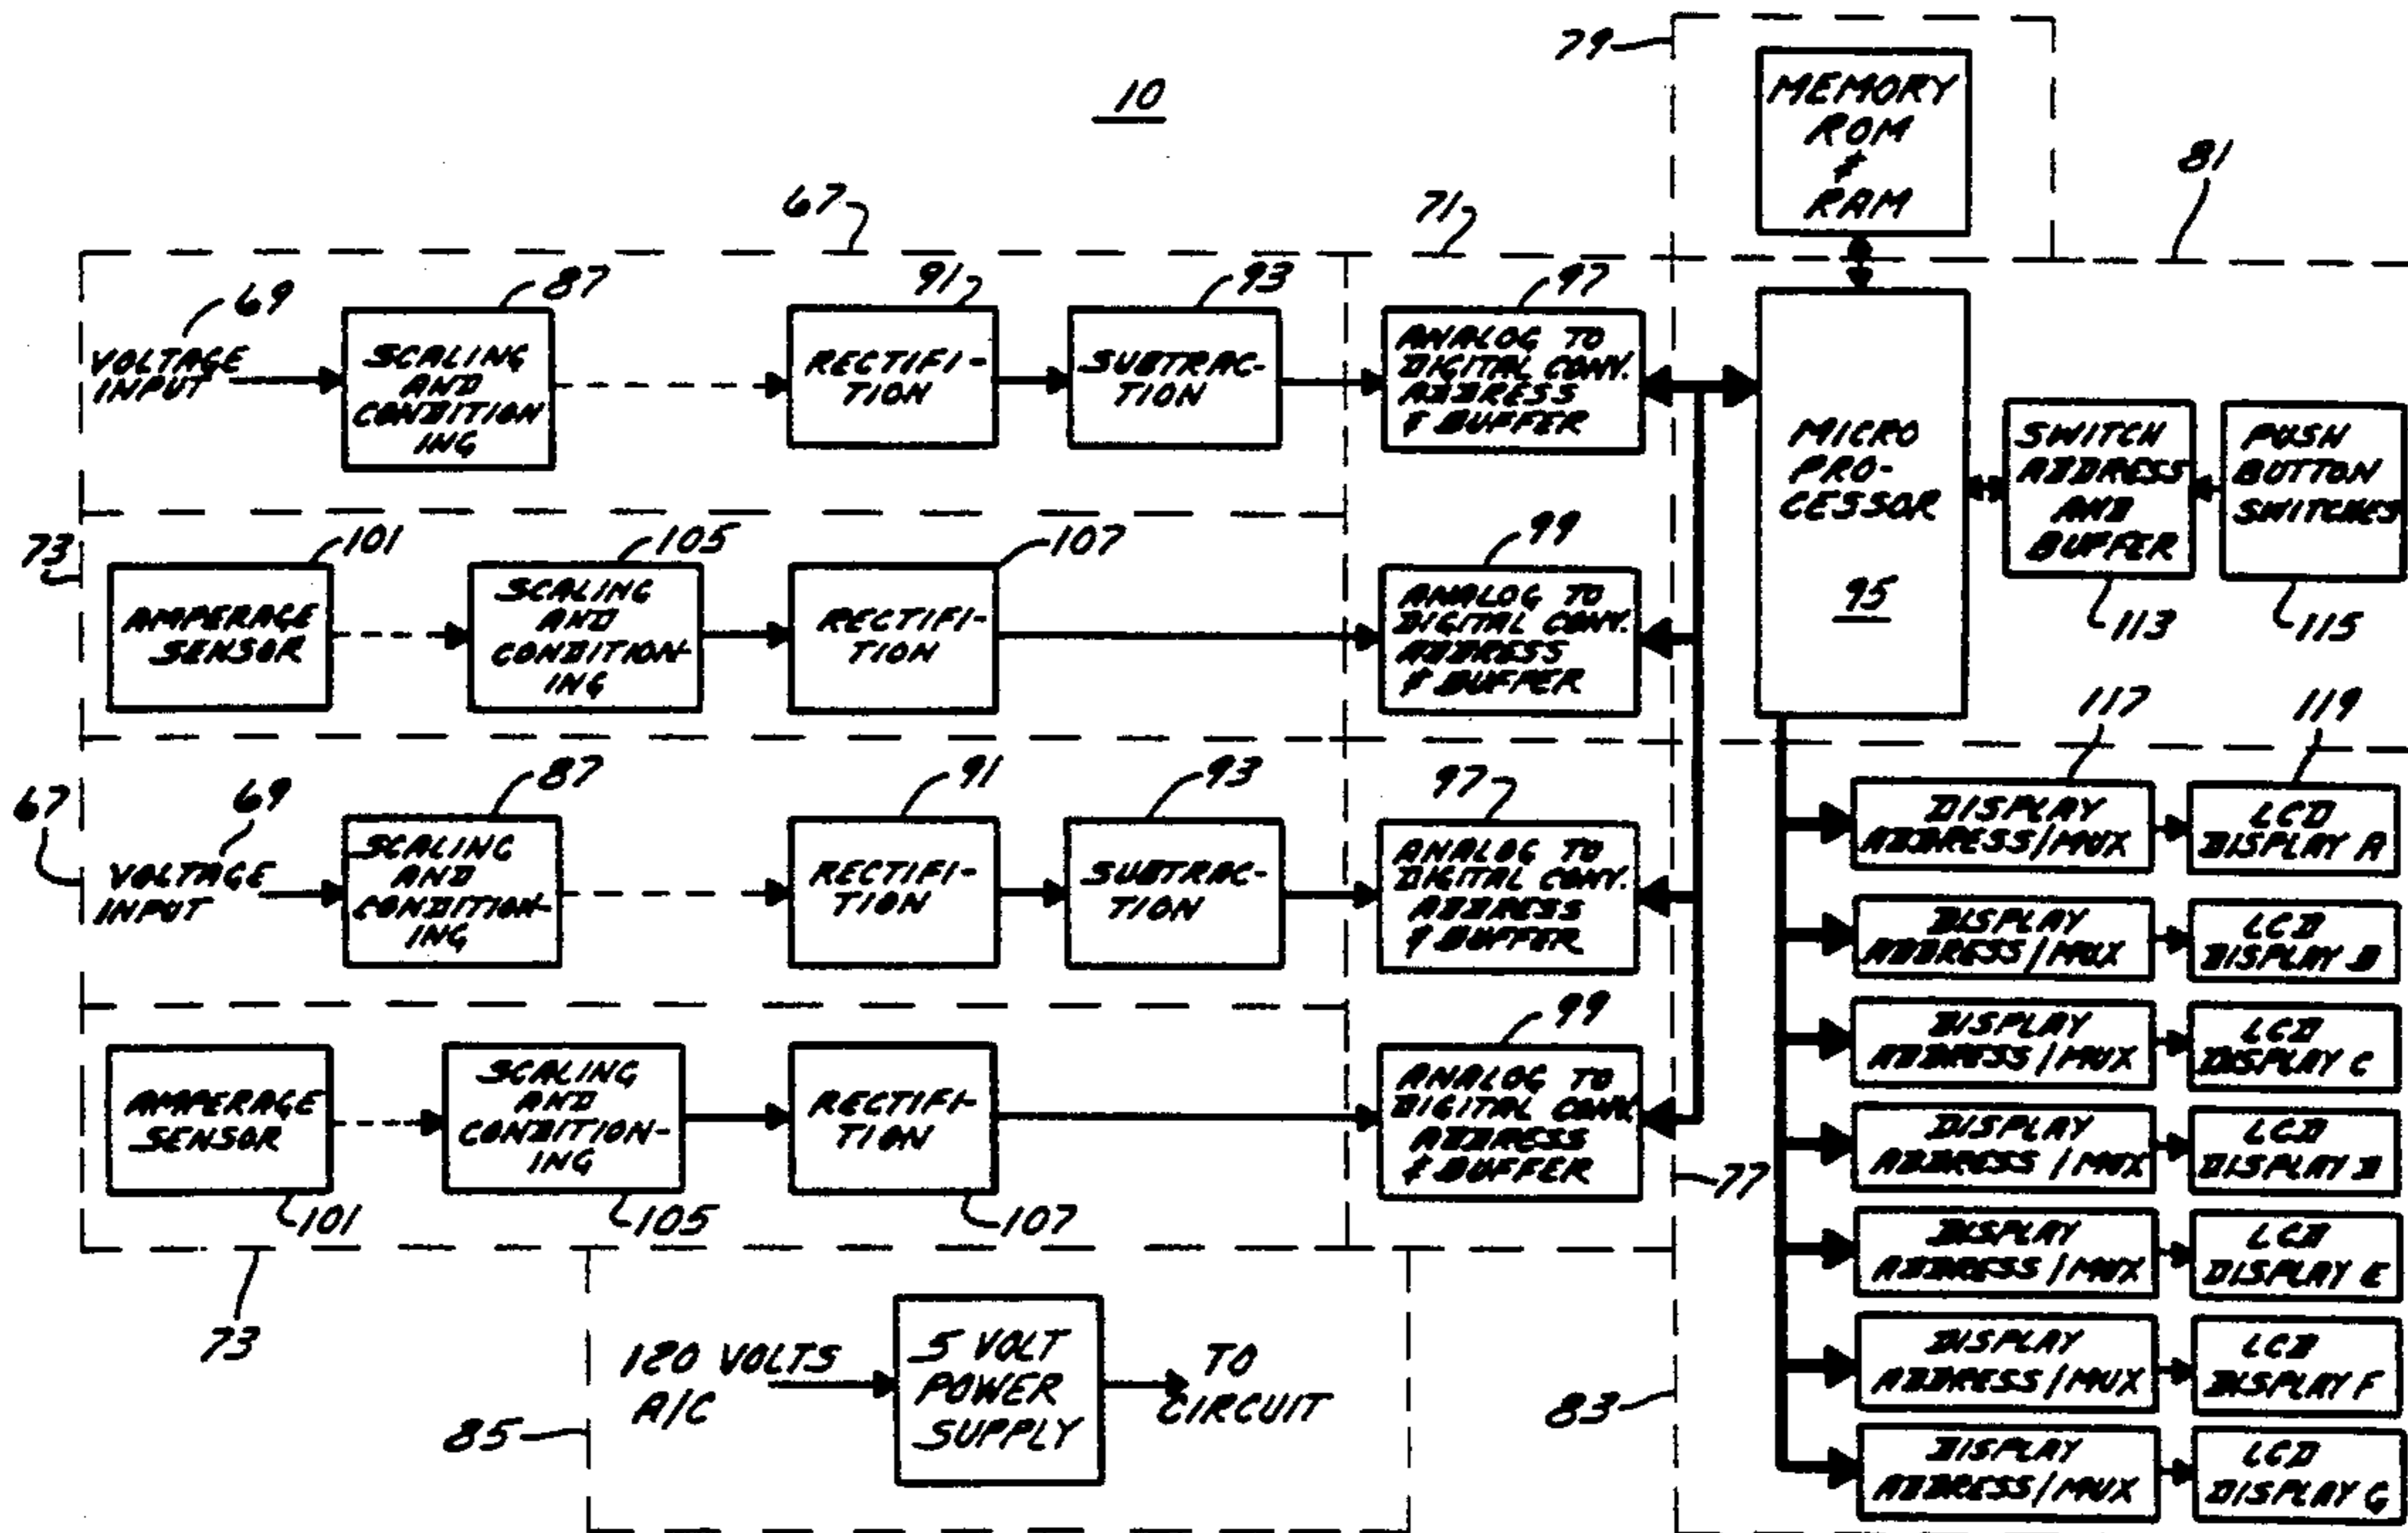 10
79
MEMORY
ROM
&
RAM
81
67
71
69
VOLTAGE
INPUT
87
SCALING
AND
CONDITION
ING
91
RECTIFI-
TION
93
SUBTRAC-
TION
97
ANALOG TO
DIGITAL CONV.
ADDRESS
& BUFFER
MICRO
PRO-
CESSOR
95
SWITCH
ADDRESS
AND
BUFFER
113
PUSH
BUTTON
SWITCHES
115
73
101
AMPERAGE
SENSOR
105
SCALING
AND
CONDITION-
ING
107
RECTIFI-
TION
99
ANALOG TO
DIGITAL CONV.
ADDRESS
& BUFFER
67
69
VOLTAGE
INPUT
87
SCALING
AND
CONDITION-
ING
91
RECTIFI-
TION
93
SUBTRAC-
TION
97
ANALOG TO
DIGITAL CONV.
ADDRESS
& BUFFER
AMPERAGE
SENSOR
101
SCALING
AND
CONDITION-
ING
105
RECTIFI-
TION
107
99
ANALOG TO
DIGITAL CONV.
ADDRESS
& BUFFER
77
73
117
119
DISPLAY
ADDRESS/MUX
LCD
DISPLAY A
DISPLAY
ADDRESS/MUX
LCD
DISPLAY B
DISPLAY
ADDRESS/MUX
LCD
DISPLAY C
DISPLAY
ADDRESS/MUX
LCD
DISPLAY D
DISPLAY
ADDRESS/MUX
LCD
DISPLAY E
DISPLAY
ADDRESS/MUX
LCD
DISPLAY F
DISPLAY
ADDRESS/MUX
LCD
DISPLAY G
83
85
120 VOLTS
A/C
5 VOLT
POWER
SUPPLY
TO
CIRCUIT